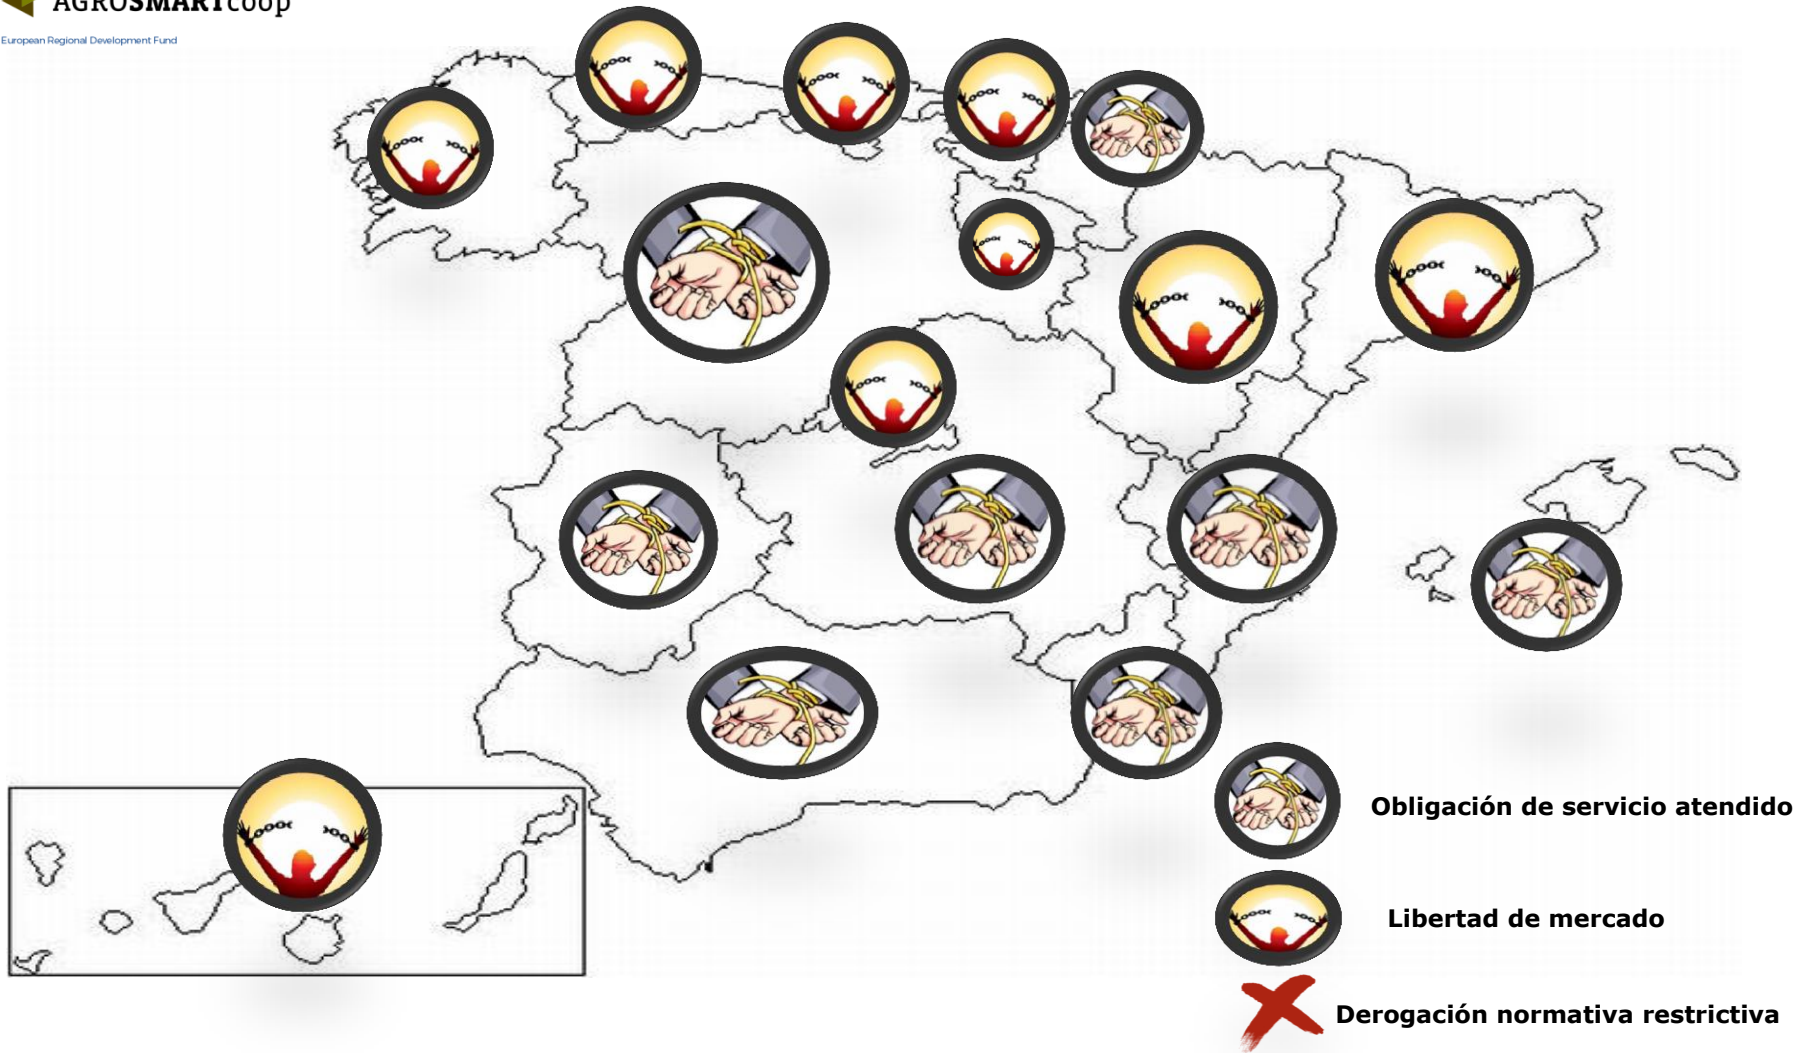 AGROSMARTcoop
European Regional Development Fund
Obligación de servicio atendido
Libertad de mercado
Derogación normativa restrictiva